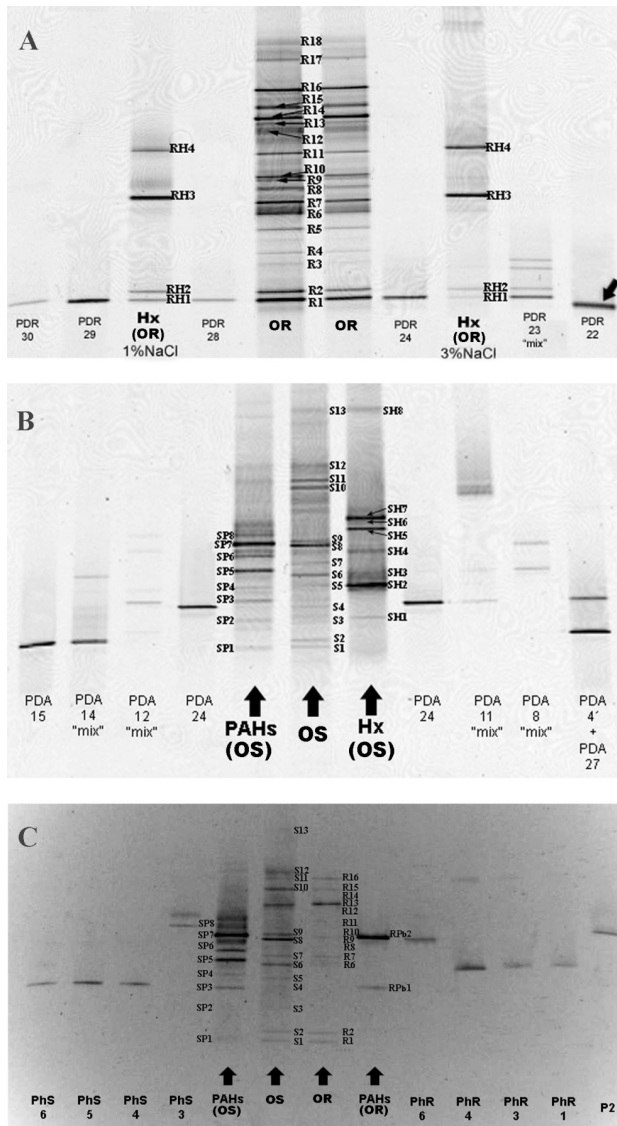 A
R18
R17
R16
R15
R14
R13
R12
R11
R10
R9
R8
R7
R6
R5
R4
R3
R2
R1
RH4
RH3
RH2
RH1
RH4
RH3
RH2
RH1
PDR
30
PDR
29
Hx
(OR)
1%NaCl
PDR
28
OR
OR
PDR
24
Hx
(OR)
3%NaCl
PDR
23
"mix"
PDR
22
B
SP8
SP7
SP6
SP5
SP4
SP3
SP2
SP1
S13
S12
S11
S10
S9
S8
S7
S6
S5
S4
S3
S2
S1
SH8
SH7
SH6
SH5
SH4
SH3
SH2
SH1
PDA
15
PDA
14
"mix"
PDA
12
"mix"
PDA
24
PAHs
(OS)
OS
Hx
(OS)
PDA
24
PDA
11
"mix"
PDA
8
"mix"
PDA
4´
+
PDA
27
C
SP8
SP7
SP6
SP5
SP4
SP3
SP2
SP1
S13
S12
S11
S10
S9
S8
S7
S6
S5
S4
S3
S2
S1
R16
R15
R14
R13
R12
R11
R10
R9
R8
R7
R6
R2
R1
RPb2
RPb1
PhS
6
PhS
5
PhS
4
PhS
3
PAHs
(OS)
OS
OR
PAHs
(OR)
PhR
6
PhR
4
PhR
3
PhR
1
P2